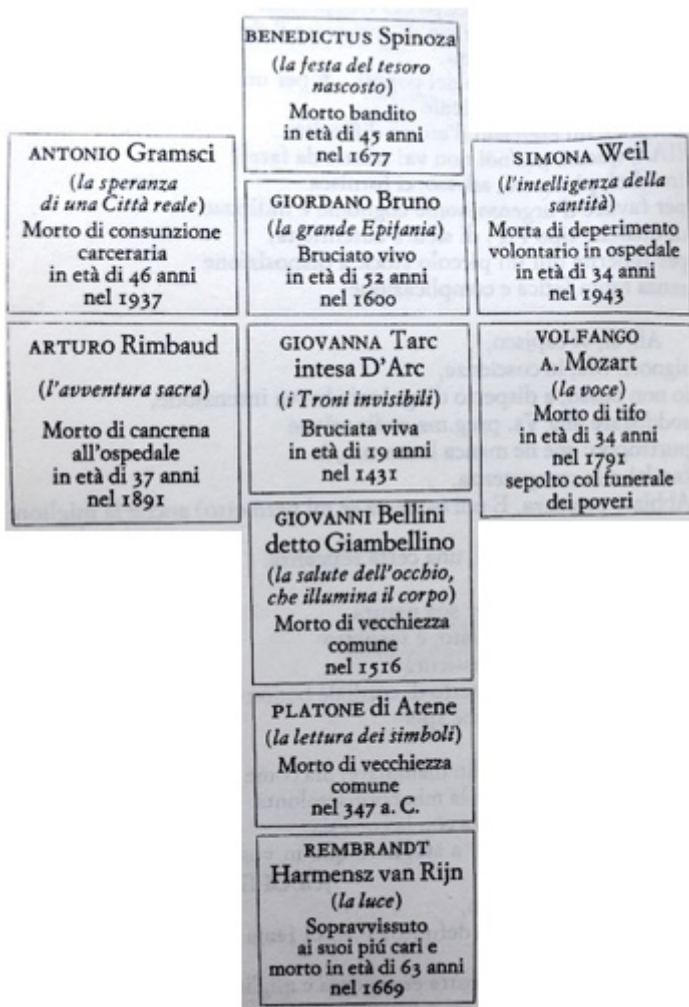 BENEDICTUS Spinoza
(la festa del tesoro
nascosto)
Morto bandito
in età di 45 anni
nel 1677
ANTONIO Gramsci
(la speranza
di una Città reale)
Morto di consunzione
carceraria
in età di 46 anni
nel 1937
GIORDANO Bruno
(la grande Epifania)
Bruciato vivo
in età di 52 anni
nel 1600
SIMONA Weil
(l'intelligenza della
santità)
Morta di deperimento
volontario in ospedale
in età di 34 anni
nel 1943
ARTURO Rimbaud
(l'avventura sacra)
Morto di cancrena
all'ospedale
in età di 37 anni
nel 1891
GIOVANNA Tarc
intesa D'Arc
(i Troni invisibili)
Bruciata viva
in età di 19 anni
nel 1431
VOLFANGO
A. Mozart
(la voce)
Morto di tifo
in età di 34 anni
nel 1791
sepolto col funerale
dei poveri
GIOVANNI Bellini
detto Giambellino
(la salute dell'occhio,
che illumina il corpo)
Morto di vecchiezza
comune
nel 1516
PLATONE di Atene
(la lettura dei simboli)
Morto di vecchiezza
comune
nel 347 a. C.
REMBRANDT
Harmensz van Rijn
(la luce)
Sopravvissuto
ai suoi piú cari e
morto in età di 63 anni
nel 1669